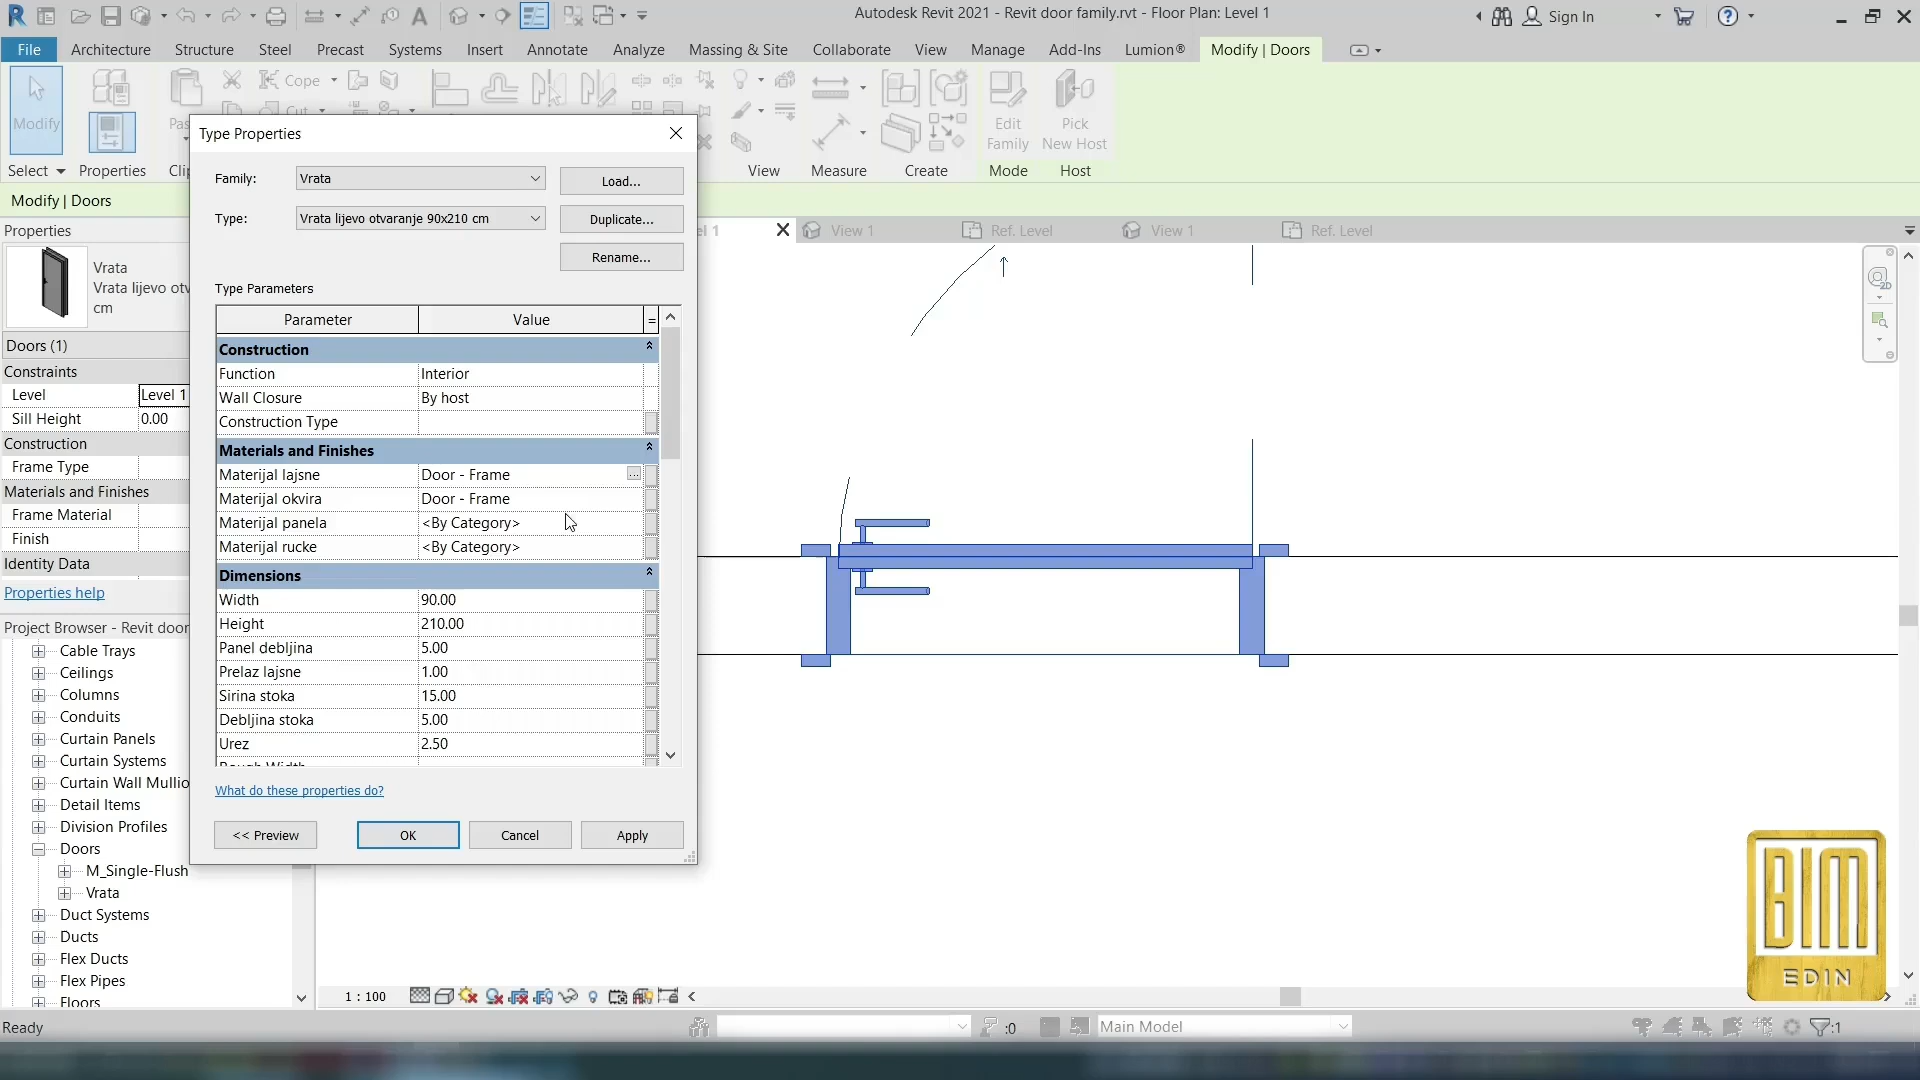 Autodesk Revit 2021 - Revit door family.rvt - Floor Plan: Level 1
Sign In
File
Architecture
Structure
Steel
Precast
Systems
Insert
Annotate
Analyze
Massing & Site
Collaborate
View
Manage
Add-Ins
Lumion®
Modify | Doors
Modify
Cope
Cut
Edit
Family
Pick
New Host
Select
Properties
View
Measure
Create
Mode
Host
Modify | Doors
Properties
Vrata
Vrata lijevo otv
cm
Doors (1)
Constraints
Level
Level 1
Sill Height
0.00
Construction
Frame Type
Materials and Finishes
Frame Material
Finish
Identity Data
Properties help
Project Browser - Revit door
Cable Trays
Ceilings
Columns
Conduits
Curtain Panels
Curtain Systems
Curtain Wall Mullio
Detail Items
Division Profiles
Doors
M_Single-Flush
Vrata
Duct Systems
Ducts
Flex Ducts
Flex Pipes
Floors
Type Properties
Family:
Vrata
Load...
Type:
Vrata lijevo otvaranje 90x210 cm
Duplicate...
Rename...
Type Parameters
Parameter
Value
=
Construction
Function
Interior
Wall Closure
By host
Construction Type
Materials and Finishes
Materijal lajsne
Door - Frame
Materijal okvira
Door - Frame
Materijal panela
<By Category>
Materijal rucke
<By Category>
Dimensions
Width
90.00
Height
210.00
Panel debljina
5.00
Prelaz lajsne
1.00
Sirina stoka
15.00
Debljina stoka
5.00
Urez
2.50
Rough Width
What do these properties do?
<< Preview
OK
Cancel
Apply
el 1
View 1
Ref. Level
View 1
Ref. Level
2D
1 : 100
BIM
EDIN
Ready
:0
Main Model
:1